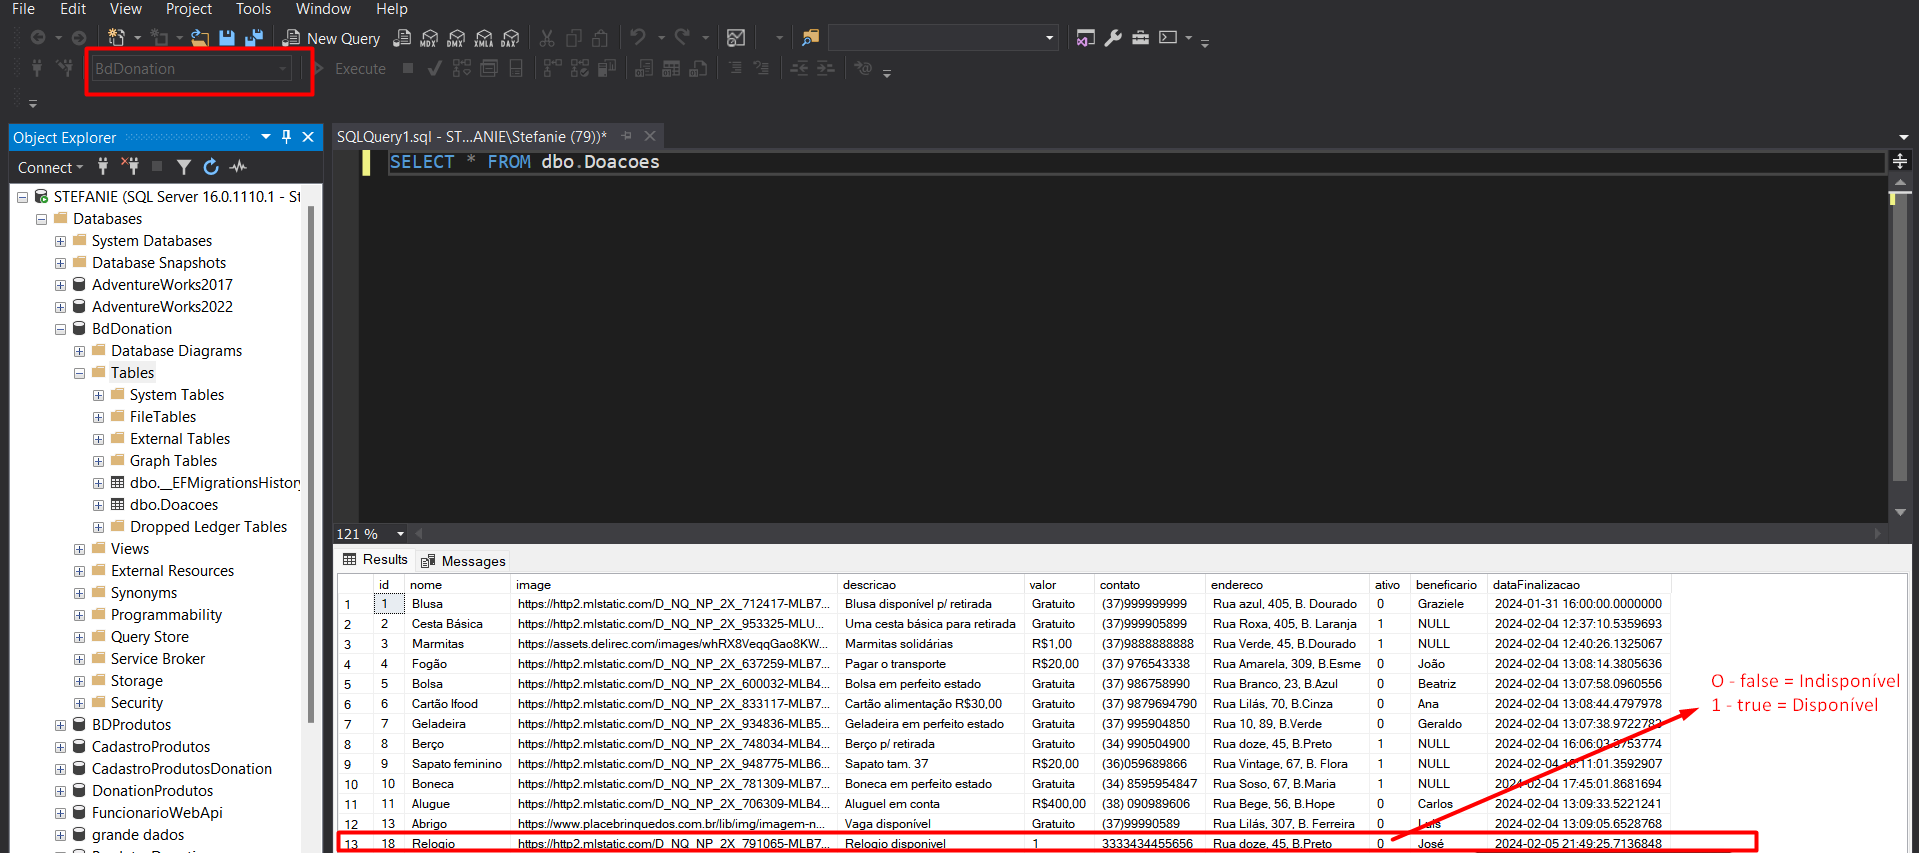 File Edit View Project Tools Window Help
New Query MDX DMX XMLA DAX
BdDonation Execute
Object Explorer
SQLQuery1.sql - ST...ANIE\Stefanie (79))*
Connect
SELECT * FROM dbo.Doacoes
STEFANIE (SQL Server 16.0.1110.1 - St
Databases
System Databases
Database Snapshots
AdventureWorks2017
AdventureWorks2022
BdDonation
Database Diagrams
Tables
System Tables
FileTables
External Tables
Graph Tables
dbo.__EFMigrationsHistory
dbo.Doacoes
Dropped Ledger Tables
Views
External Resources
Synonyms
Programmability
Query Store
Service Broker
Storage
Security
BDProdutos
CadastroProdutos
CadastroProdutosDonation
DonationProdutos
FuncionarioWebApi
grande dados
121 %
Results Messages
id nome image descricao valor contato endereco ativo beneficario dataFinalizacao
1 1 Blusa https://http2.mlstatic.com/D_NQ_NP_2X_712417-MLB7... Blusa disponível p/ retirada Gratuito (37)999999999 Rua azul, 405, B. Dourado 0 Graziele 2024-01-31 16:00:00.0000000
2 2 Cesta Básica https://http2.mlstatic.com/D_NQ_NP_2X_953325-MLU... Uma cesta básica para retirada Gratuito (37)999905899 Rua Roxa, 405, B. Laranja 1 NULL 2024-02-04 12:37:10.5359693
3 3 Marmitas https://assets.delirec.com/images/whRX8VeqqGao8KW... Marmitas solidárias R$1,00 (37)9888888888 Rua Verde, 45, B.Dourado 1 NULL 2024-02-04 12:40:26.1325067
4 4 Fogão https://http2.mlstatic.com/D_NQ_NP_2X_637259-MLB7... Pagar o transporte R$20,00 (37) 976543338 Rua Amarela, 309, B.Esme 0 João 2024-02-04 13:08:14.3805636
5 5 Bolsa https://http2.mlstatic.com/D_NQ_NP_2X_600032-MLB4... Bolsa em perfeito estado Gratuito (37) 986758990 Rua Branco, 23, B.Azul 0 Beatriz 2024-02-04 13:07:58.0960556
6 6 Cartão Ifood https://http2.mlstatic.com/D_NQ_NP_2X_833117-MLB7... Cartão alimentação R$30,00 Gratuito (37) 9879694790 Rua Lilás, 70, B.Cinza 0 Ana 2024-02-04 13:08:44.4797978
7 7 Geladeira https://http2.mlstatic.com/D_NQ_NP_2X_934836-MLB5... Geladeira em perfeito estado Gratuito (37) 995904850 Rua 10, 89, B.Verde 0 Geraldo 2024-02-04 13:07:38.9722783
8 8 Berço https://http2.mlstatic.com/D_NQ_NP_2X_748034-MLB4... Berço p/ retirada Gratuito (34) 990504900 Rua doze, 45, B.Preto 1 NULL 2024-02-04
9 9 Sapato feminino https://http2.mlstatic.com/D_NQ_NP_2X_948775-MLB6... Sapato tam. 37 R$20,00 (36)059689866 Rua Vintage, 67, B. Flora 1 NULL 2024-02-04
10 10 Boneca https://http2.mlstatic.com/D_NQ_NP_2X_781309-MLB7... Boneca em perfeito estado Gratuita (34) 8595954847 Rua Soso, 67, B.Maria 1 NULL 2024-02-04 17:45:01.8681694
11 11 Alugue https://http2.mlstatic.com/D_NQ_NP_2X_706309-MLB4... Aluguel em conta R$400,00 (38) 090989606 Rua Bege, 56, B.Hope 0 Carlos 2024-02-04 13:09:33.5221241
12 13 Abrigo https://www.placebrinquedos.com.br/lib/img/imagem-n... Vaga disponível Gratuito (37)99990589 Rua Lilás, 307, B. Ferreira 0 Luis 2024-02-04 13:09:05.6528768
13 18 Relogio https://http2.mlstatic.com/D_NQ_NP_2X_791065-MLB7... Relogio disponivel 1 3333434455656 Rua doze, 45, B.Preto 0 José 2024-02-05 21:49:25.7136848
O - false = Indisponível
1 - true = Disponível